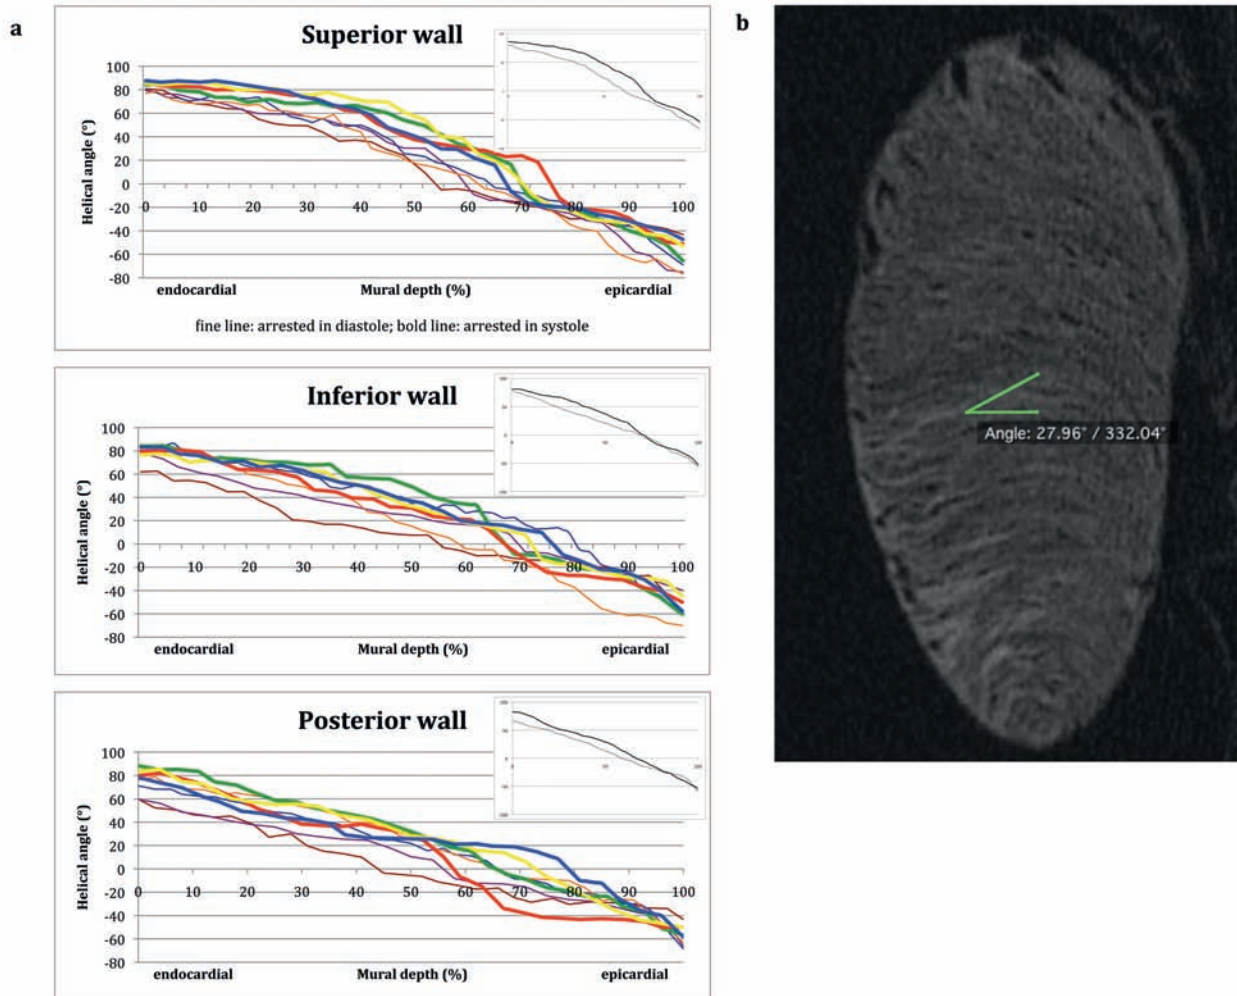 a
Superior wall
100
80
60
40
20
0
-20
-40
-60
-80
Helical angle (°)
0 10 20 30 40 50 60 70 80 90 100
endocardial Mural depth (%) epicardial
fine line: arrested in diastole; bold line: arrested in systole
Inferior wall
100
80
60
40
20
0
-20
-40
-60
-80
Helical angle (°)
0 10 20 30 40 50 60 70 80 90 100
endocardial Mural depth (%) epicardial
Posterior wall
100
80
60
40
20
0
-20
-40
-60
-80
Helical angle (°)
0 10 20 30 40 50 60 70 80 90 100
endocardial Mural depth (%) epicardial
b
Angle: 27.96° / 332.04°